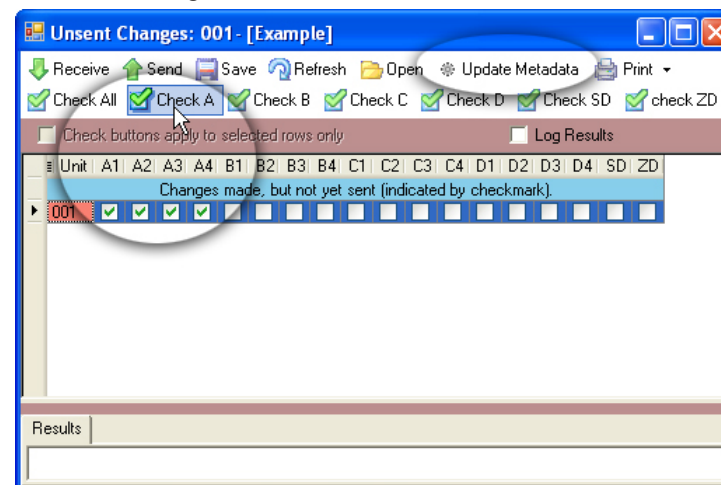 Unsent Changes: 001- [Example]
Receive Send Save Refresh Open Update Metadata Print
Check All Check A Check B Check C Check D Check SD check ZD
Check buttons apply to selected rows only Log Results
Unit A1 A2 A3 A4 B1 B2 B3 B4 C1 C2 C3 C4 D1 D2 D3 D4 SD ZD
Changes made, but not yet sent (indicated by checkmark).
001
Results